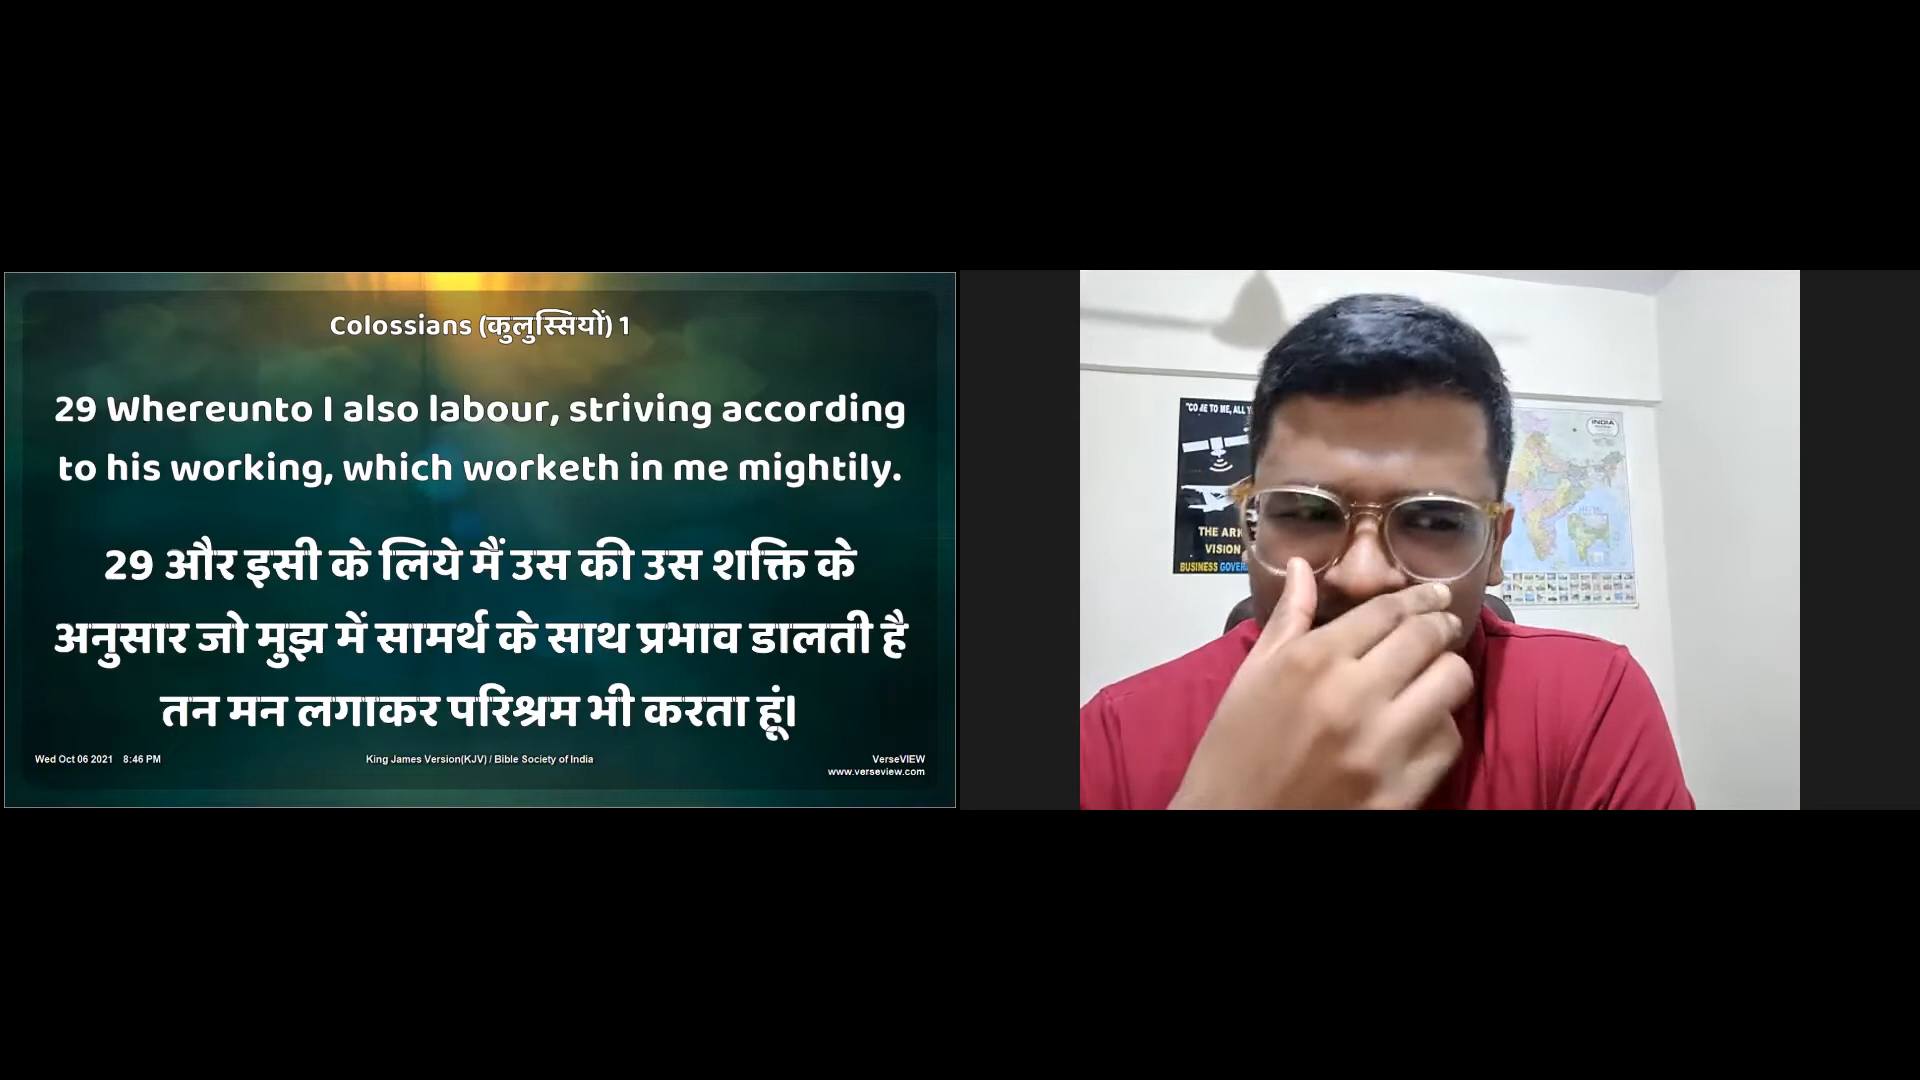 Colossians (कुलुस्सियों) 1
29 Whereunto I also labour, striving according
to his working, which worketh in me mightily.
29 और इसी के लिये मैं उस की उस शक्ति के
अनुसार जो मुझ में सामर्थ के साथ प्रभाव डालती है
तन मन लगाकर परिश्रम भी करता हूं।
Wed Oct 06 2021 8:46 PM
King James Version(KJV) / Bible Society of India
VerseVIEW
www.verseview.com
TO ME, ALL
THE ARK
VISION
BUSINESS
INDIA